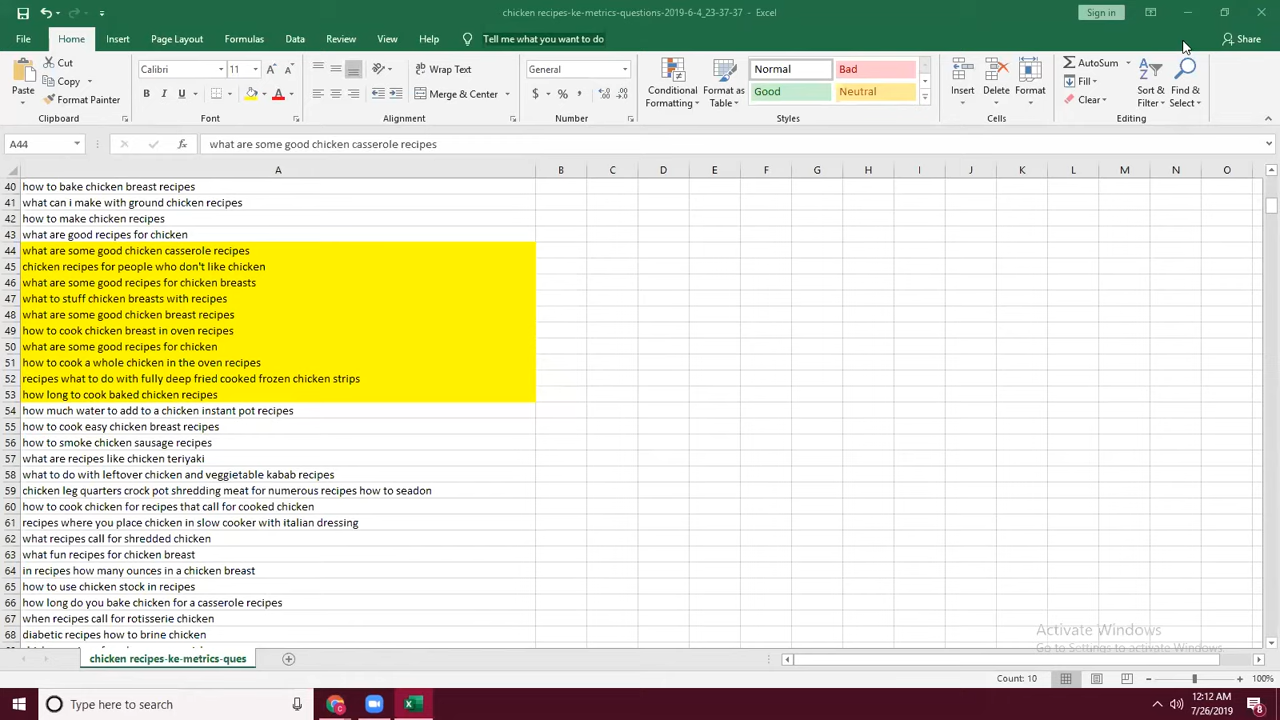 chicken recipes-ke-metrics-questions-2019-6-4_23-37-37 - Excel
Sign in
File Home Insert Page Layout Formulas Data Review View Help Tell me what you want to do Share
Paste Cut Copy Format Painter Clipboard
Calibri 11 B I U Font
Wrap Text Merge & Center Alignment
General $ % , Number
Conditional Formatting Format as Table Normal Bad Good Neutral Styles
Insert Delete Format Cells
AutoSum Fill Clear Sort & Filter Find & Select Editing
A44 fx what are some good chicken casserole recipes
A B C D E F G H I J K L M N O
40 how to bake chicken breast recipes
41 what can i make with ground chicken recipes
42 how to make chicken recipes
43 what are good recipes for chicken
44 what are some good chicken casserole recipes
45 chicken recipes for people who don't like chicken
46 what are some good recipes for chicken breasts
47 what to stuff chicken breasts with recipes
48 what are some good chicken breast recipes
49 how to cook chicken breast in oven recipes
50 what are some good recipes for chicken
51 how to cook a whole chicken in the oven recipes
52 recipes what to do with fully deep fried cooked frozen chicken strips
53 how long to cook baked chicken recipes
54 how much water to add to a chicken instant pot recipes
55 how to cook easy chicken breast recipes
56 how to smoke chicken sausage recipes
57 what are recipes like chicken teriyaki
58 what to do with leftover chicken and veggietable kabab recipes
59 chicken leg quarters crock pot shredding meat for numerous recipes how to seadon
60 how to cook chicken for recipes that call for cooked chicken
61 recipes where you place chicken in slow cooker with italian dressing
62 what recipes call for shredded chicken
63 what fun recipes for chicken breast
64 in recipes how many ounces in a chicken breast
65 how to use chicken stock in recipes
66 how long do you bake chicken for a casserole recipes
67 when recipes call for rotisserie chicken
68 diabetic recipes how to brine chicken
Activate Windows
Go to Settings to activate Windows.
chicken recipes-ke-metrics-ques
Count: 10 100%
Type here to search
12:12 AM
7/26/2019
8